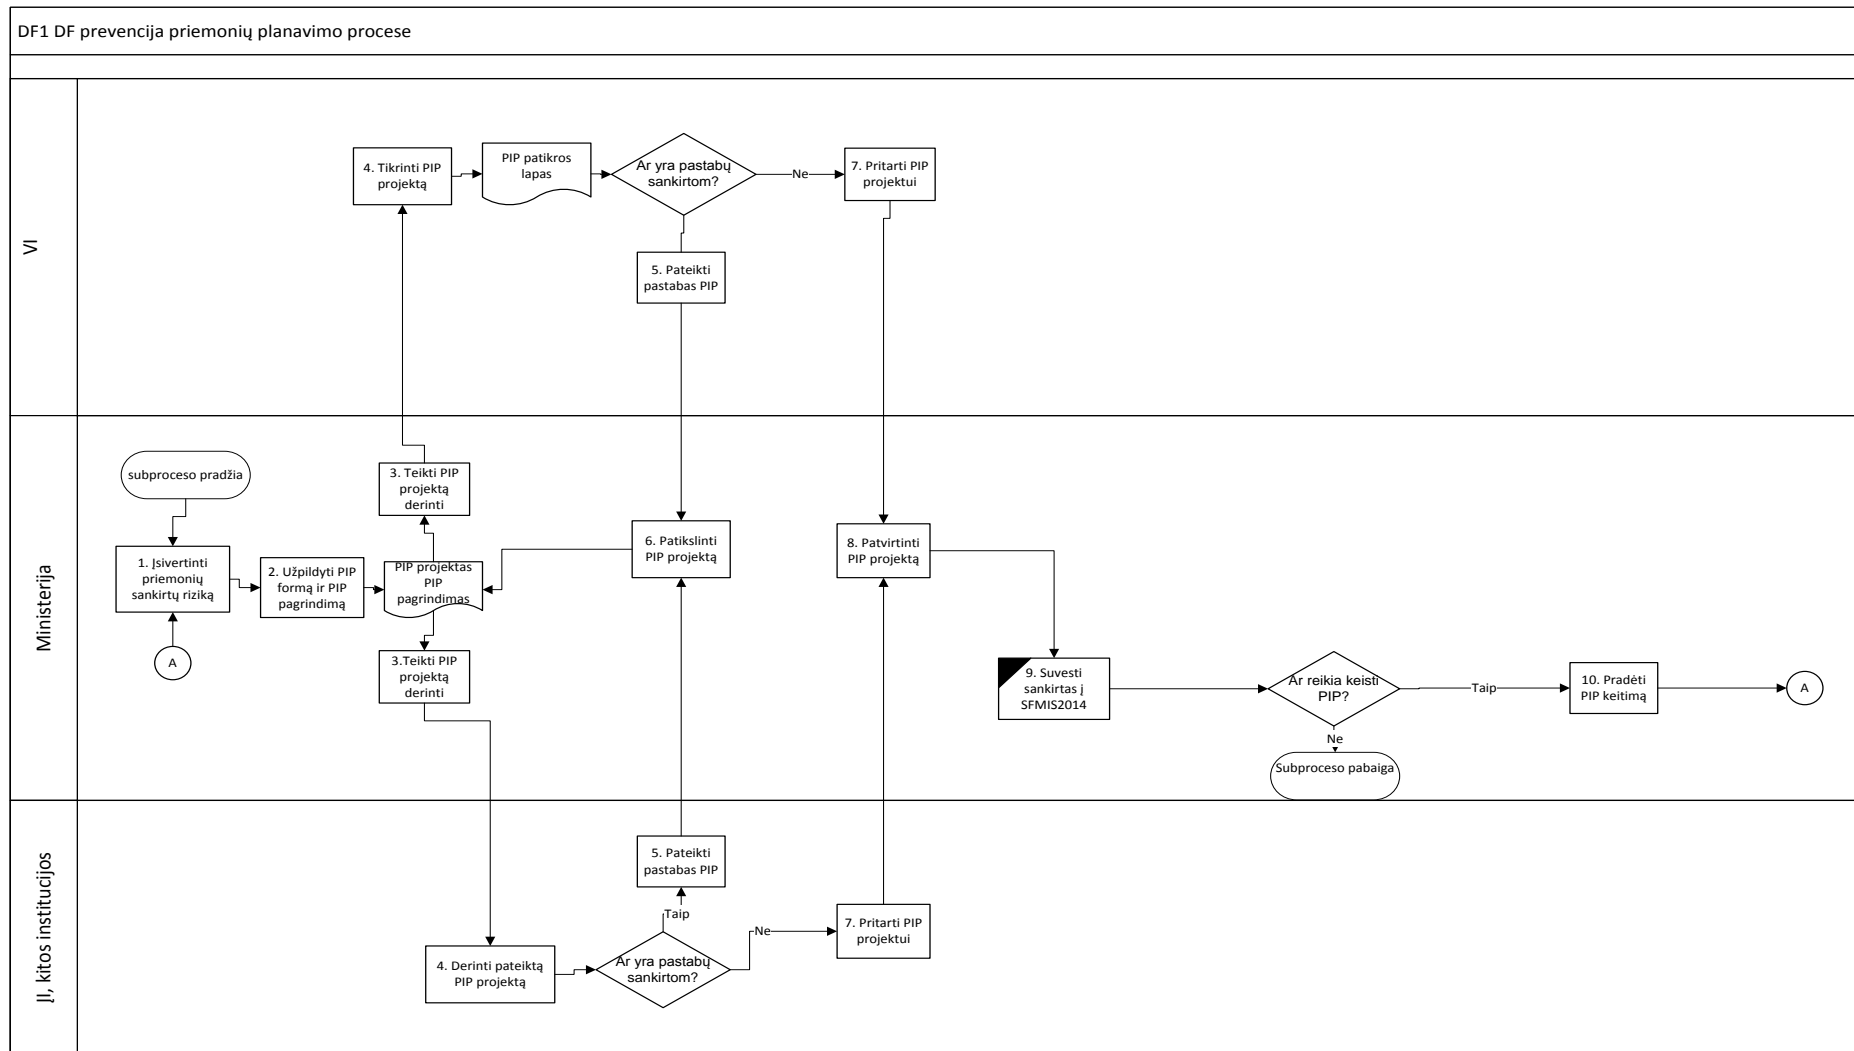 DF1 DF prevencija priemonių planavimo procese
VI
4. Tikrinti PIP
projektą
PIP patikros
lapas
Ar yra pastabų
sankirtom?
Ne
7. Pritarti PIP
projektui
5. Pateikti
pastabas PIP
Ministerija
subproceso pradžia
1. Įsivertinti
priemonių
sankirtų riziką
A
2. Užpildyti PIP
formą ir PIP
pagrindimą
3. Teikti PIP
projektą
derinti
PIP projektas
PIP
pagrindimas
3.Teikti PIP
projektą
derinti
6. Patikslinti
PIP projektą
8. Patvirtinti
PIP projektą
9. Suvesti
sankirtas į
SFMIS2014
Ar reikia keisti
PIP?
Taip
10. Pradėti
PIP keitimą
A
Ne
Subproceso pabaiga
ĮI, kitos institucijos
4. Derinti pateiktą
PIP projektą
Ar yra pastabų
sankirtom?
Taip
5. Pateikti
pastabas PIP
Ne
7. Pritarti PIP
projektui